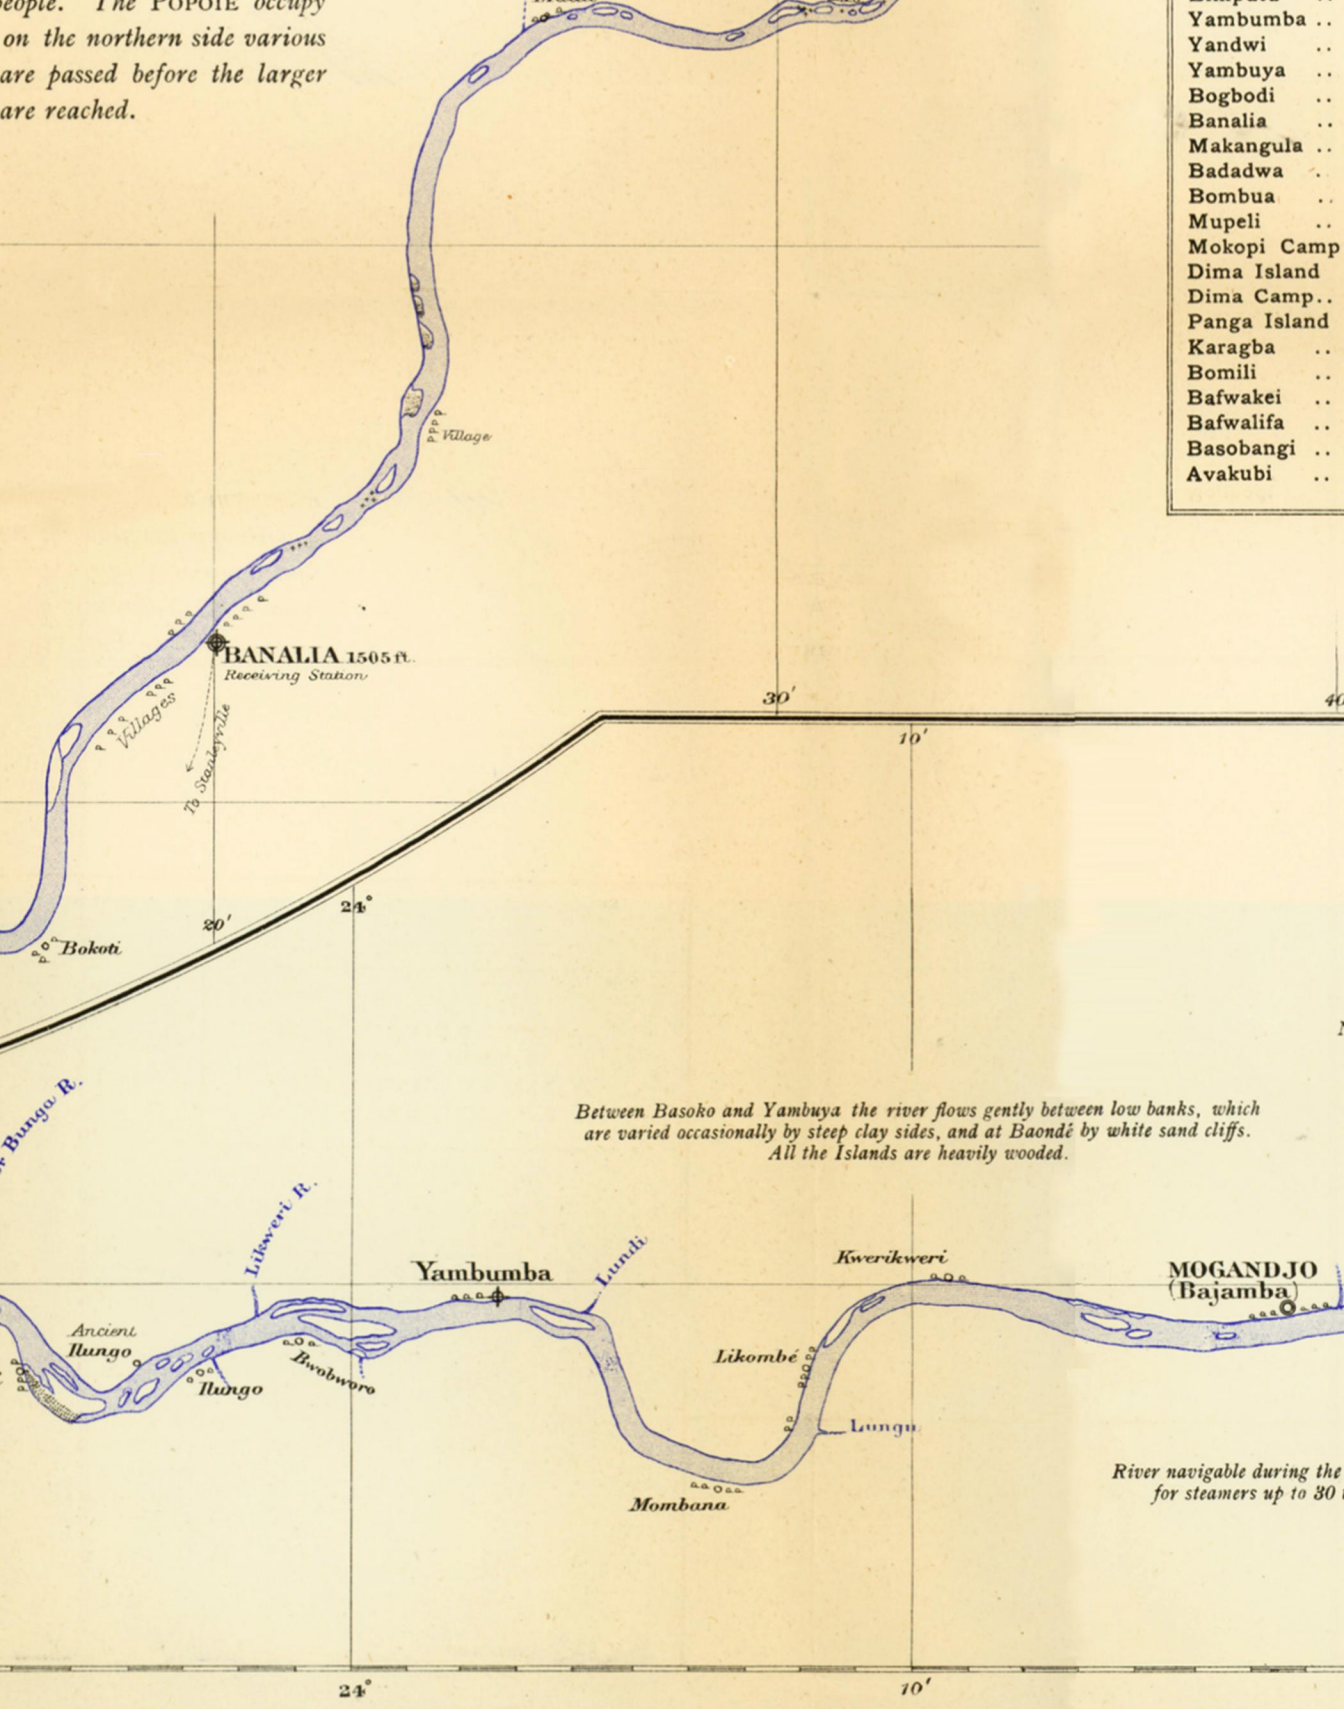 people. The POPOIE occupy
on the northern side various
are passed before the larger
are reached.
Yambumba ..
Yandwi ..
Yambuya ..
Bogbodi ..
Banalia ..
Makangula ..
Badadwa .
Bombua ..
Mupeli ..
Mokopi Camp
Dima Island
Dima Camp..
Panga Island
Karagba ..
Bomili ..
Bafwakei ..
Bafwalifa ..
Basobangi ..
Avakubi ..
Village
BANALIA 1505 ft.
Receiving Station
Villages
To Stanleyville
30'
40
10'
24°
20'
Bokoti
Bunga R.
Between Basoko and Yambuya the river flows gently between low banks, which
are varied occasionally by steep clay sides, and at Baondé by white sand cliffs.
All the Islands are heavily wooded.
Likweri R.
Lundi
Kwerikweri
Yambumba
MOGANDJO
(Bajamba)
Ancient
Ilungo
Ilungo
Bwobworo
Likombé
Lungu
Mombana
River navigable during the
for steamers up to 30
24°
10'